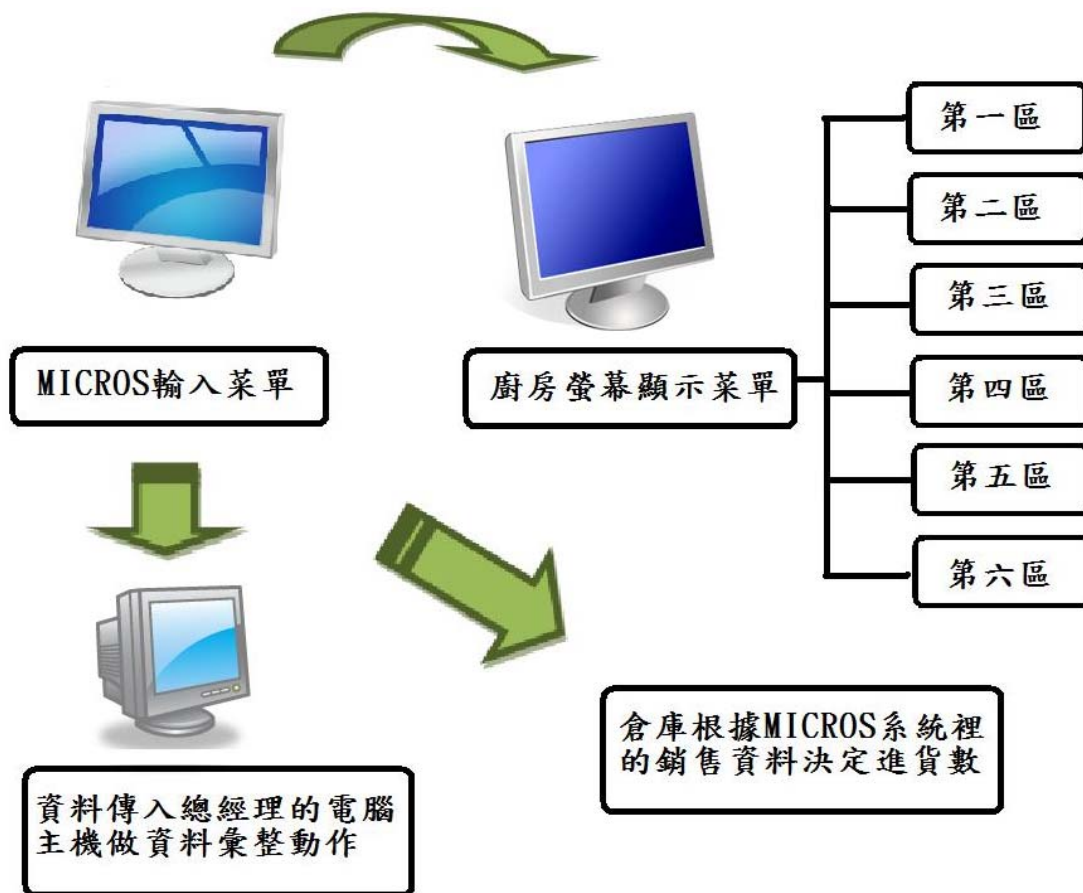 MICROS輸入菜單
廚房螢幕顯示菜單
第一區
第二區
第三區
第四區
第五區
第六區
資料傳入總經理的電腦
主機做資料彙整動作
倉庫根據MICROS系統裡
的銷售資料決定進貨數